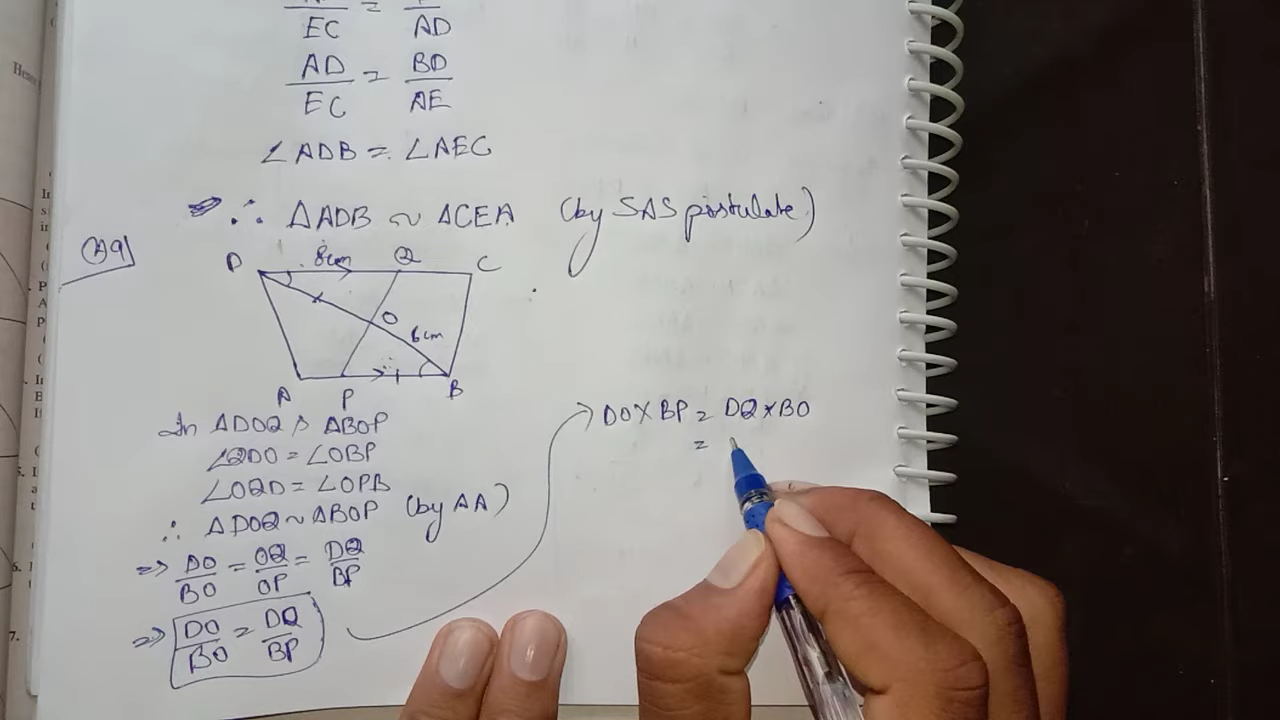 EC = AD
AD/EC = BD/AE
∠ADB = ∠AEC
∴ ΔADB ~ ΔCEA (by SAS postulate)
D 8cm Q C
O
6cm
A P B
In ΔDOQ & ΔBOP
∠QDO = ∠OBP
∠OQD = ∠OPB
∴ ΔDOQ ~ ΔBOP (by AA)
⇒ DO/BO = OQ/OP = DQ/BP
⇒ DO/BO = DQ/BP
DO × BP = DQ × BO
=
7.